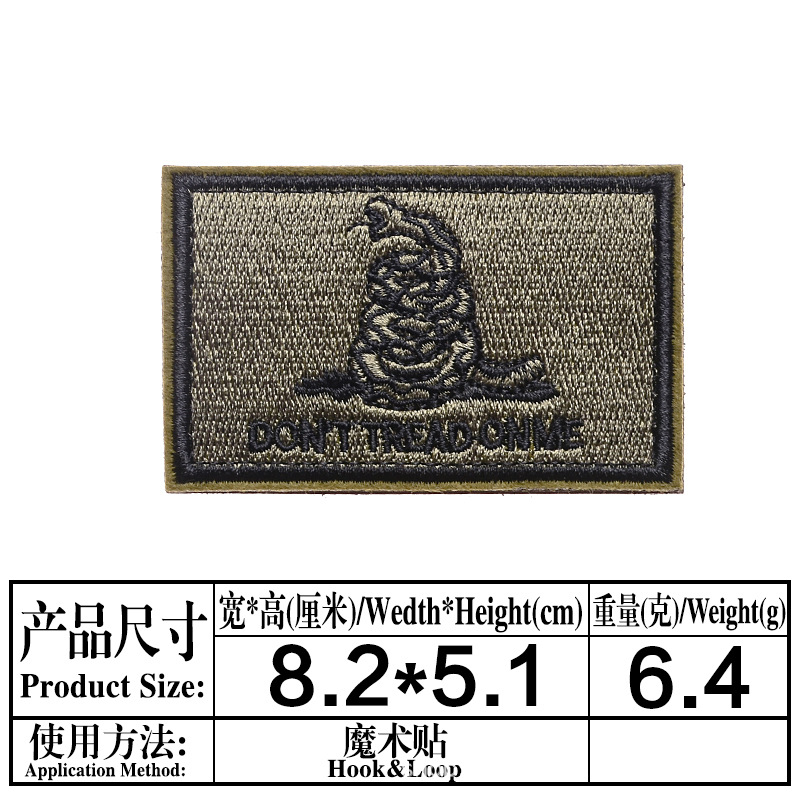 DON'T TREAD ON ME
产品尺寸
Product Size:
宽*高(厘米)/Wedth*Height(cm)
重量(克)/Weight(g)
8.2*5.1
6.4
使用方法:
Application Method:
魔术贴
Hook&Loop